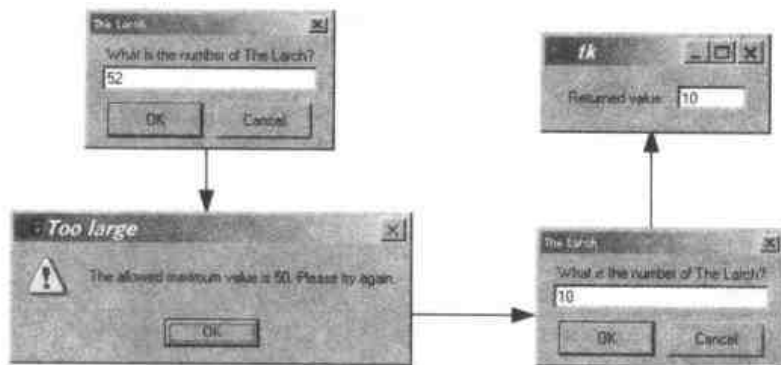 The Larch
What is the number of The Larch?
52
OK
Cancel
Too large
The allowed maximum value is 50. Please try again.
OK
The Larch
What is the number of The Larch?
10
OK
Cancel
tk
Returned value:
10